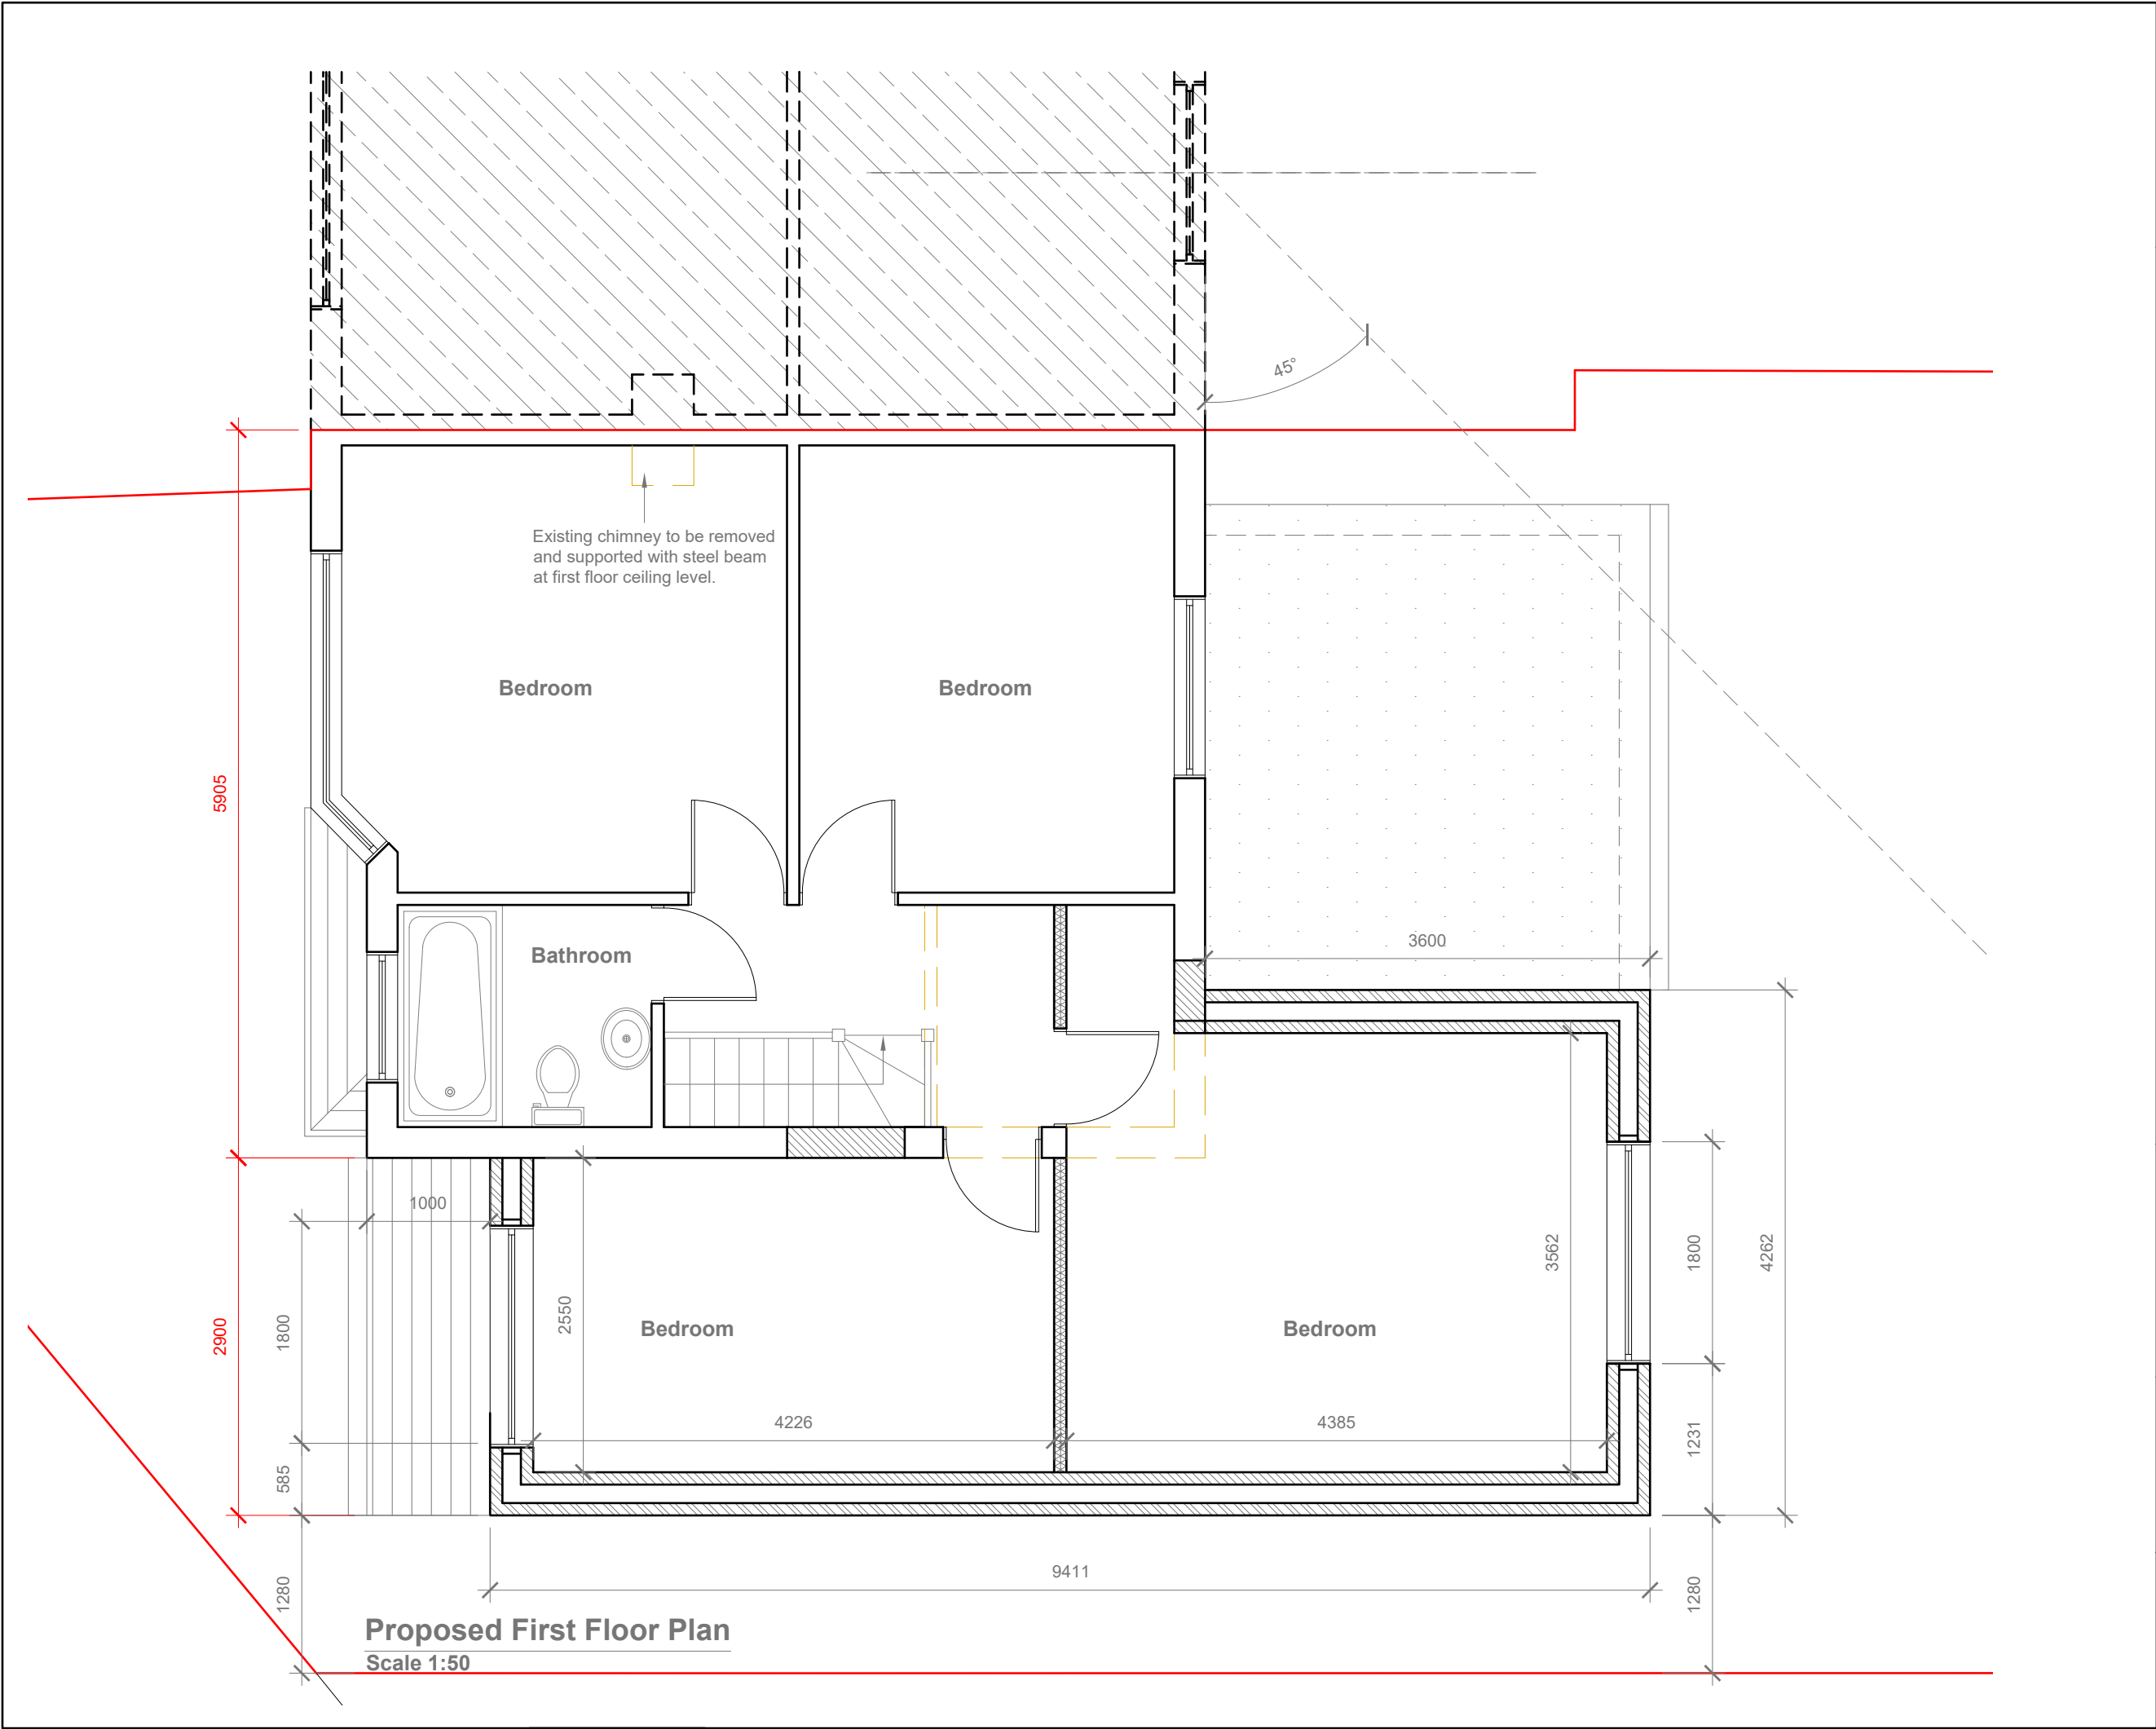 45°
Existing chimney to be removed
and supported with steel beam
at first floor ceiling level.
Bedroom
Bedroom
5905
Bathroom
3600
1000
2900
1800
585
1280
2550
Bedroom
4226
Bedroom
4385
3562
1800
4262
1231
1280
9411
Proposed First Floor Plan
Scale 1:50